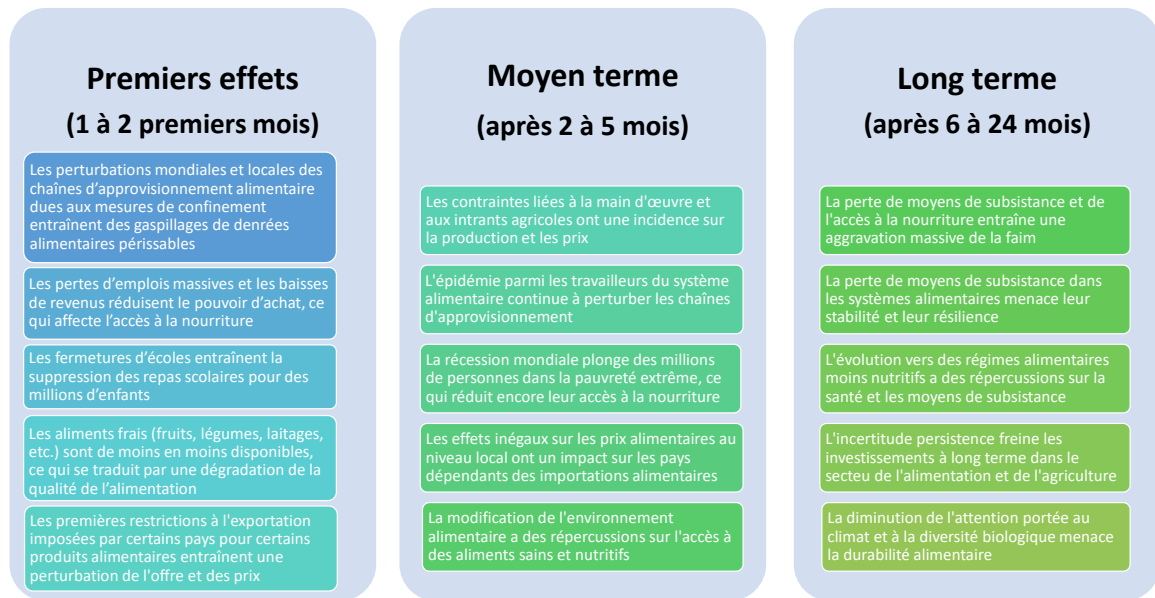 Premiers effets
(1 à 2 premiers mois)
Les perturbations mondiales et locales des
chaînes d’approvisionnement alimentaire
dues aux mesures de confinement
entraînent des gaspillages de denrées
alimentaires périssables
Les pertes d’emplois massives et les baisses
de revenus réduisent le pouvoir d’achat, ce
qui affecte l’accès à la nourriture
Les fermetures d’écoles entraînent la
suppression des repas scolaires pour des
millions d’enfants
Les aliments frais (fruits, légumes, laitages,
etc.) sont de moins en moins disponibles,
ce qui se traduit par une dégradation de la
qualité de l’alimentation
Les premières restrictions à l'exportation
imposées par certains pays pour certains
produits alimentaires entraînent une
perturbation de l'offre et des prix
Moyen terme
(après 2 à 5 mois)
Les contraintes liées à la main d'œuvre et
aux intrants agricoles ont une incidence sur
la production et les prix
L'épidémie parmi les travailleurs du système
alimentaire continue à perturber les chaînes
d'approvisionnement
La récession mondiale plonge des millions
de personnes dans la pauvreté extrême, ce
qui réduit encore leur accès à la nourriture
Les effets inégaux sur les prix alimentaires au
niveau local ont un impact sur les pays
dépendants des importations alimentaires
La modification de l'environnement
alimentaire a des répercussions sur l'accès à
des aliments sains et nutritifs
Long terme
(après 6 à 24 mois)
La perte de moyens de subsistance et de
l'accès à la nourriture entraîne une
aggravation massive de la faim
La perte de moyens de subsistance dans
les systèmes alimentaires menace leur
stabilité et leur résilience
L'évolution vers des régimes alimentaires
moins nutritifs a des répercussions sur la
santé et les moyens de subsistance
L'incertitude persistence freine les
investissements à long terme dans le
secteu de l'alimentation et de l'agriculture
La diminution de l'attention portée au
climat et à la diversité biologique menace
la durabilité alimentaire